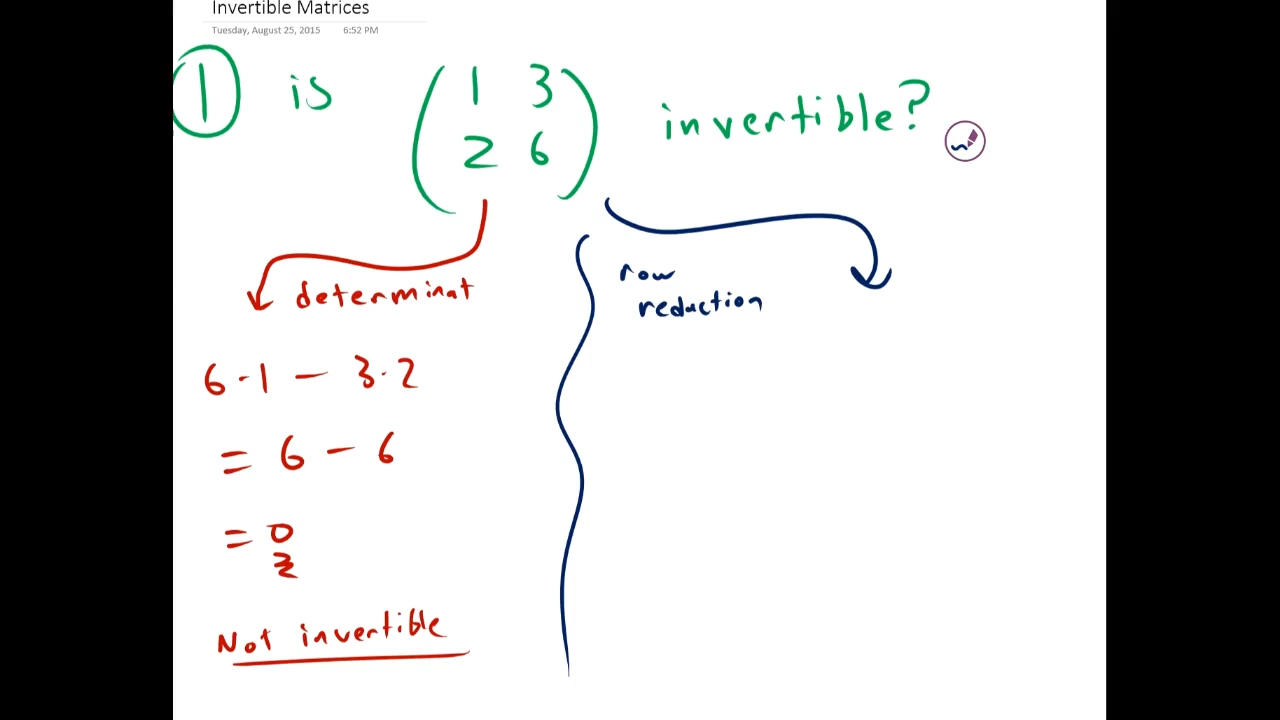 Invertible Matrices
Tuesday, August 25, 2015 6:52 PM
1 is ( 1 3 invertible?
2 6 )
determinat
row
reduction
6·1 - 3·2
= 6 - 6
= 0
Not invertible